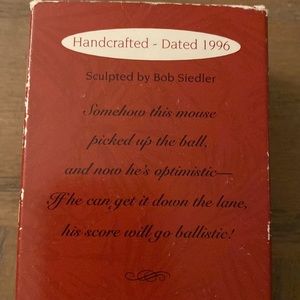 Handcrafted - Dated 1996
Sculpted by Bob Siedler
Somehow this mouse
picked up the ball,
and now he's optimistic—
If he can get it down the lane,
his score will go ballistic!